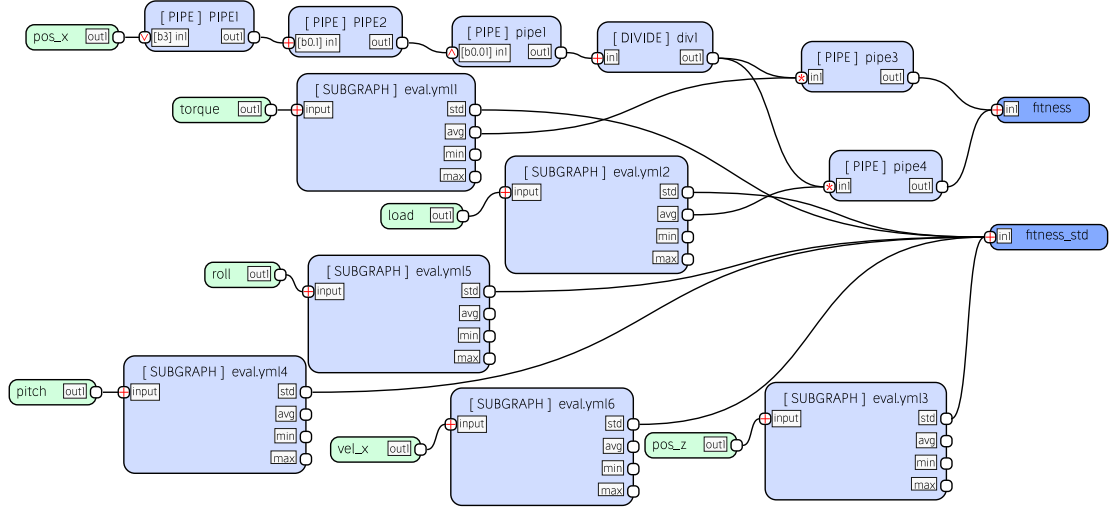 [ PIPE ] PIPE1
pos_x
out1
[b3] in1
out1
[ PIPE ] PIPE2
[b0.1] in1
out1
[ PIPE ] pipe1
[b0.01] in1
out1
[ DIVIDE ] div1
in1
out1
[ PIPE ] pipe3
in1
out1
in1
fitness
torque
out1
[ SUBGRAPH ] eval.yml1
input
std
avg
min
max
[ PIPE ] pipe4
in1
out1
load
out1
[ SUBGRAPH ] eval.yml2
input
std
avg
min
max
in1
fitness_std
roll
out1
[ SUBGRAPH ] eval.yml5
input
std
avg
min
max
pitch
out1
[ SUBGRAPH ] eval.yml4
input
std
avg
min
max
vel_x
out1
[ SUBGRAPH ] eval.yml6
input
std
avg
min
max
pos_z
out1
[ SUBGRAPH ] eval.yml3
input
std
avg
min
max